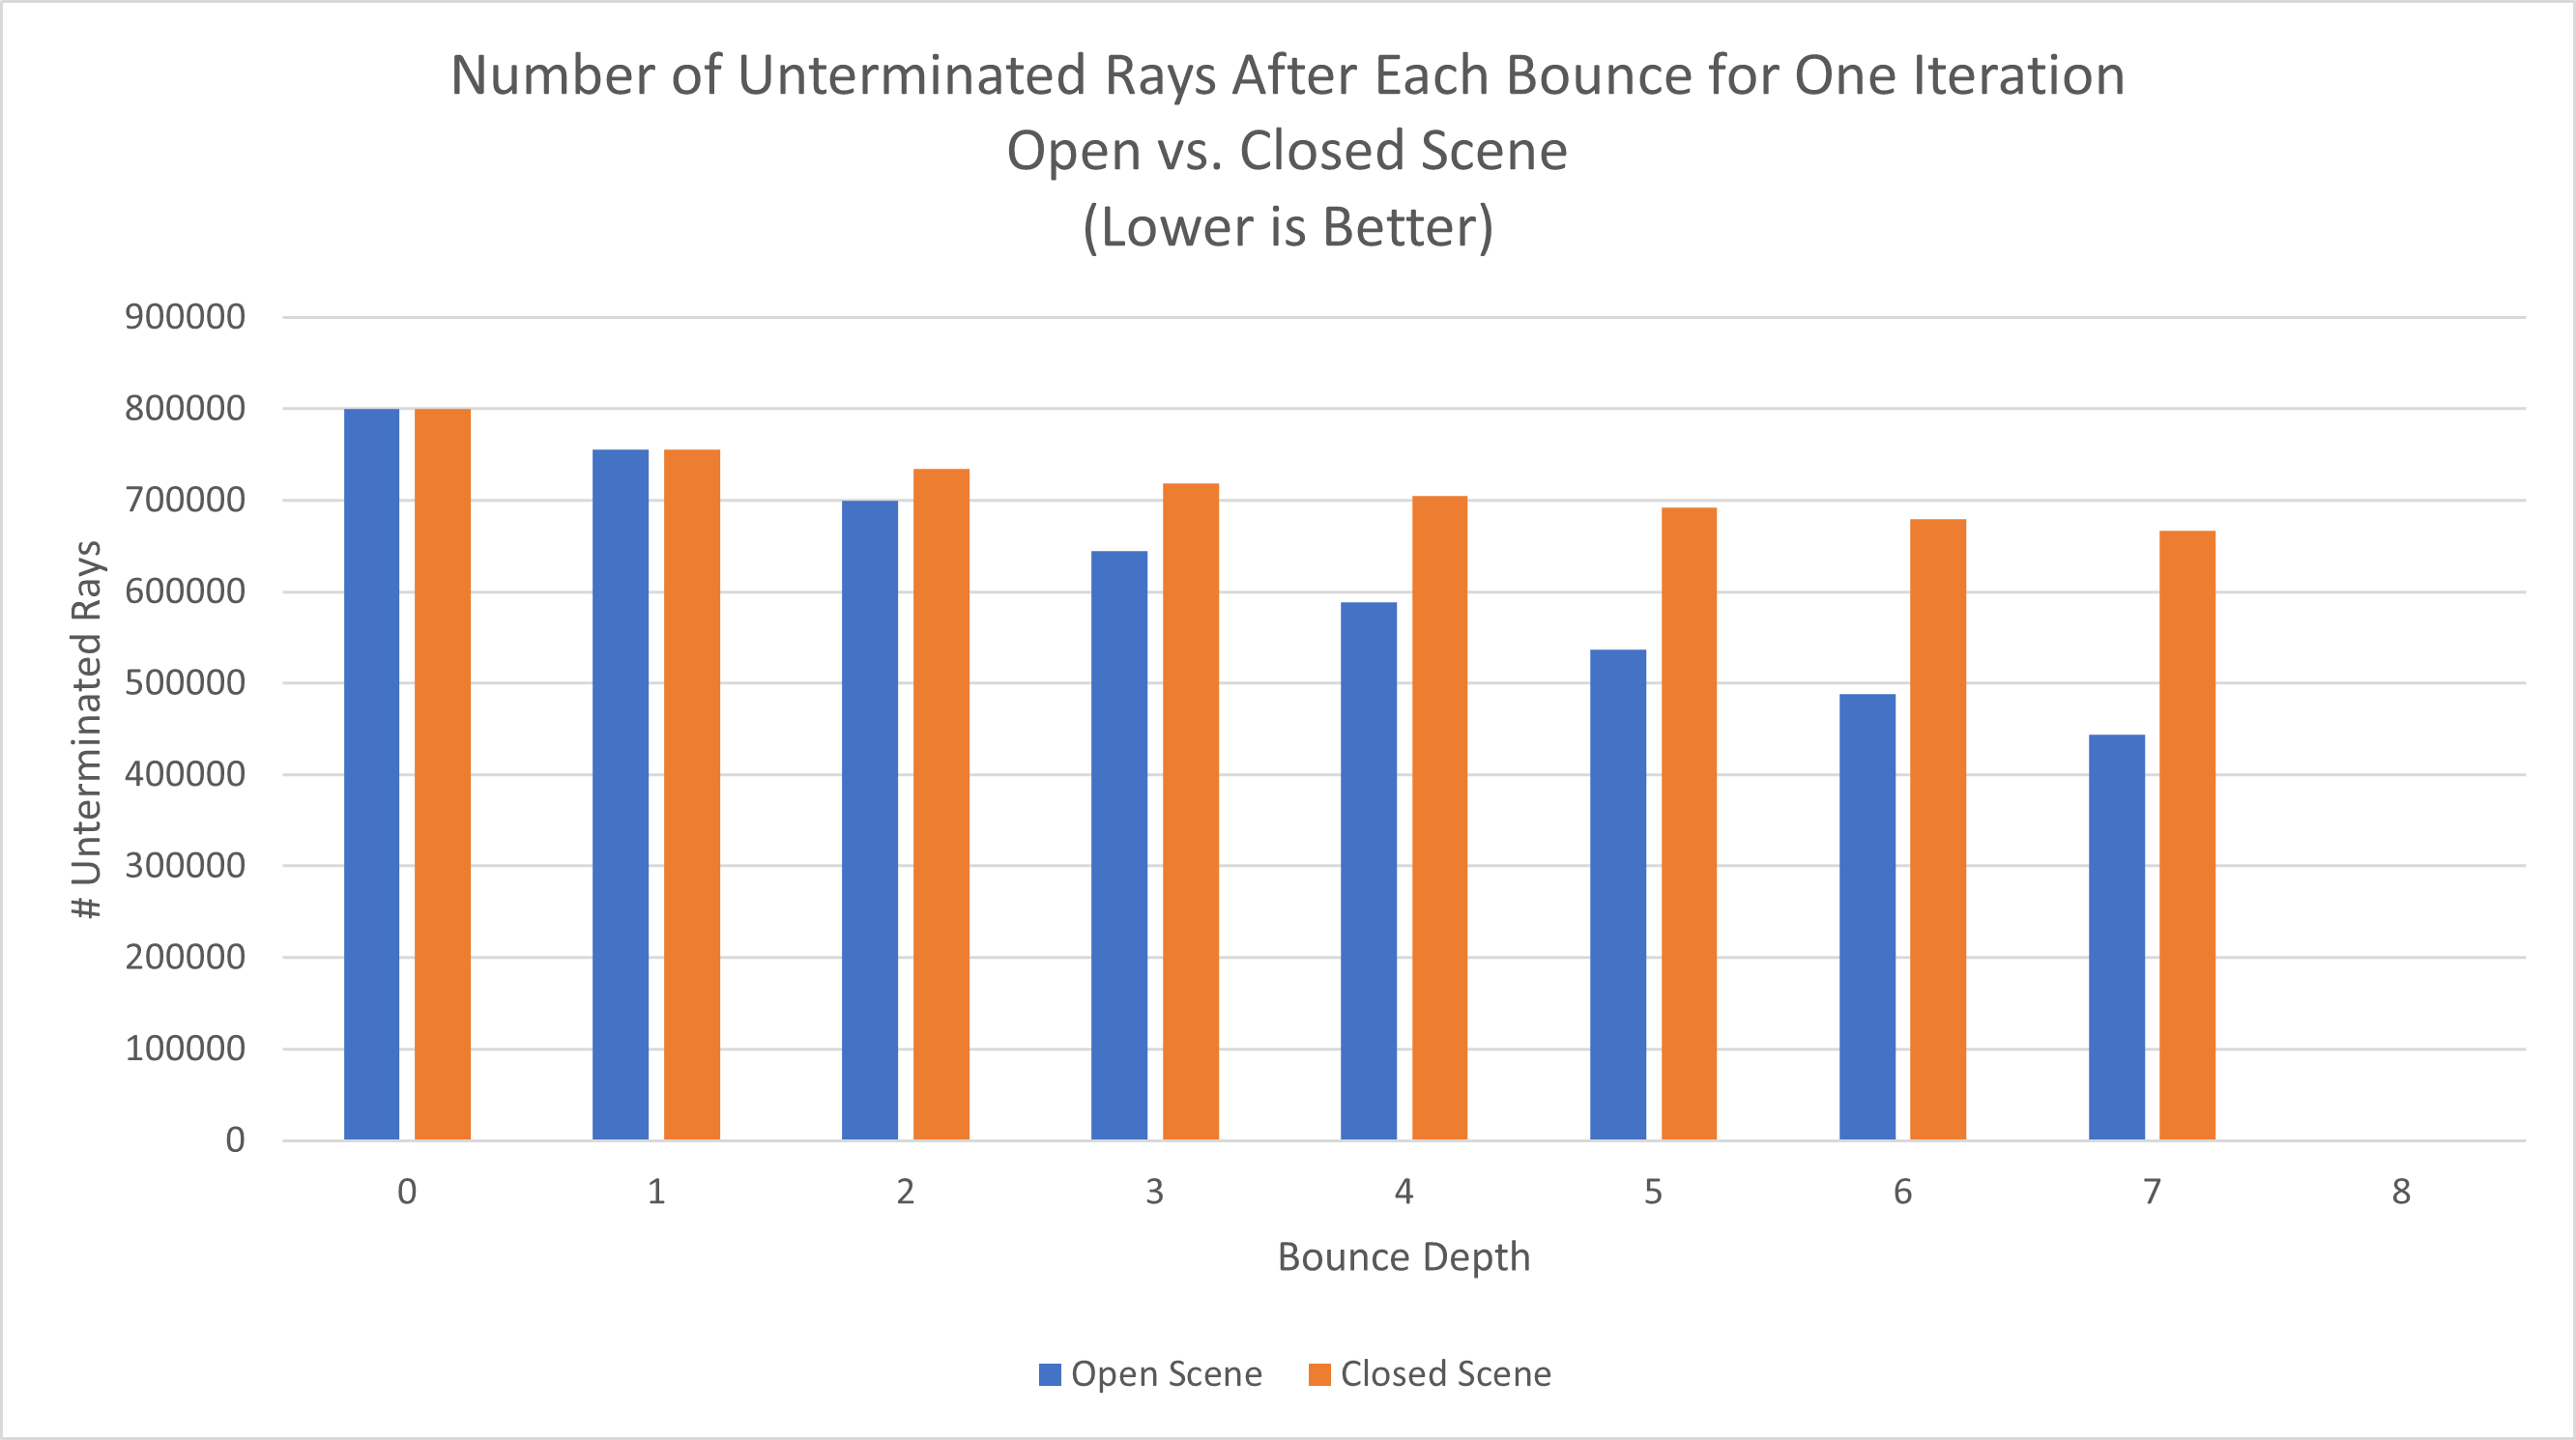 Number of Unterminated Rays After Each Bounce for One Iteration
Open vs. Closed Scene
(Lower is Better)
900000
800000
700000
600000
500000
400000
300000
200000
100000
0
# Unterminated Rays
0 1 2 3 4 5 6 7 8
Bounce Depth
Open Scene Closed Scene